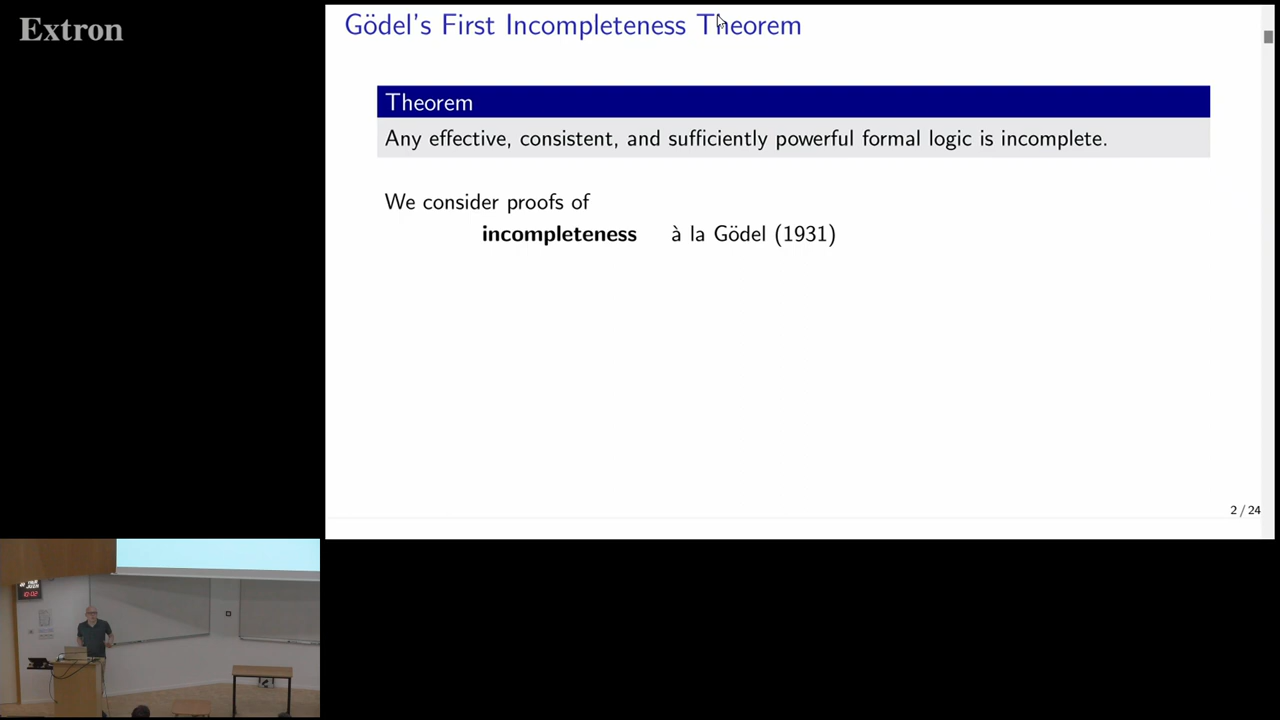 Extron
Gödel's First Incompleteness Theorem
Theorem
Any effective, consistent, and sufficiently powerful formal logic is incomplete.
We consider proofs of
incompleteness à la Gödel (1931)
2 / 24